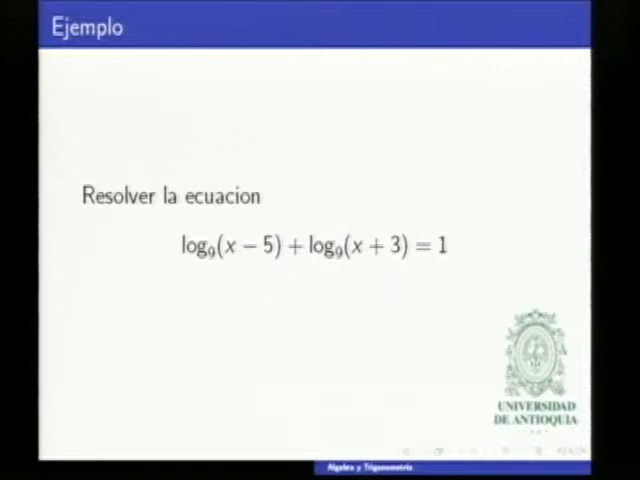 Ejemplo
Resolver la ecuacion
log₉(x − 5) + log₉(x + 3) = 1
UNIVERSIDAD
DE ANTIOQUIA
Algebra y Trigonometria